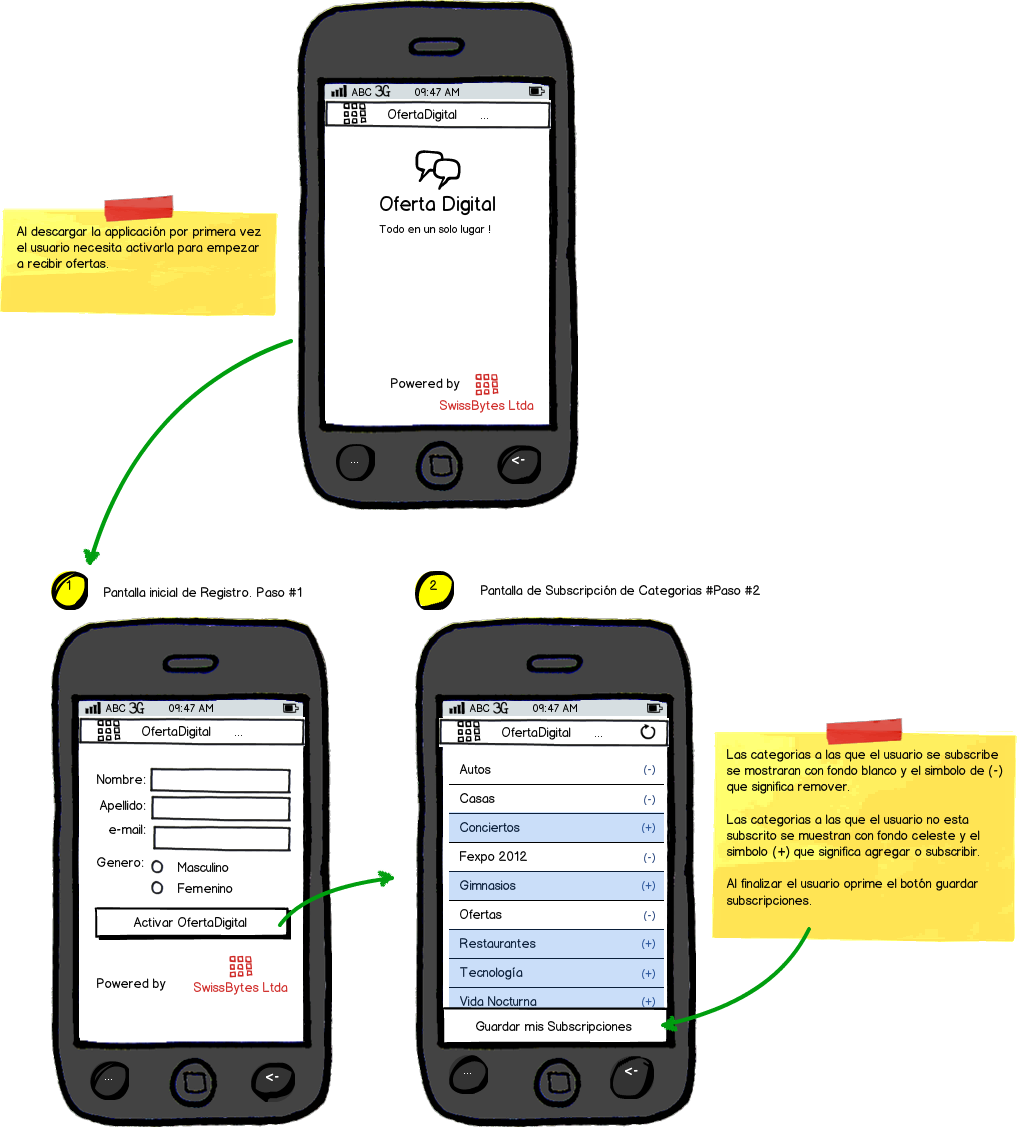 ABC 3G 09:47 AM
OfertaDigital ...
Oferta Digital
Todo en un solo lugar !
Powered by
SwissBytes Ltda
... <-
Al descargar la applicación por primera vez
el usuario necesita activarla para empezar
a recibir ofertas.
1 Pantalla inicial de Registro. Paso #1
ABC 3G 09:47 AM
OfertaDigital ...
Nombre:
Apellido:
e-mail:
Genero: Masculino
Femenino
Activar OfertaDigital
Powered by
SwissBytes Ltda
... <-
2 Pantalla de Subscripción de Categorias #Paso #2
ABC 3G 09:47 AM
OfertaDigital ...
Autos (-)
Casas (-)
Conciertos (+)
Fexpo 2012 (-)
Gimnasios (+)
Ofertas (-)
Restaurantes (+)
Tecnología (+)
Vida Nocturna (+)
Guardar mis Subscripciones
... <-
Las categorias a las que el usuario se subscribe
se mostraran con fondo blanco y el simbolo de (-)
que significa remover.
Las categorias a las que el usuario no esta
subscrito se muestran con fondo celeste y el
simbolo (+) que significa agregar o subscribir.
Al finalizar el usuario oprime el botón guardar
subscripciones.